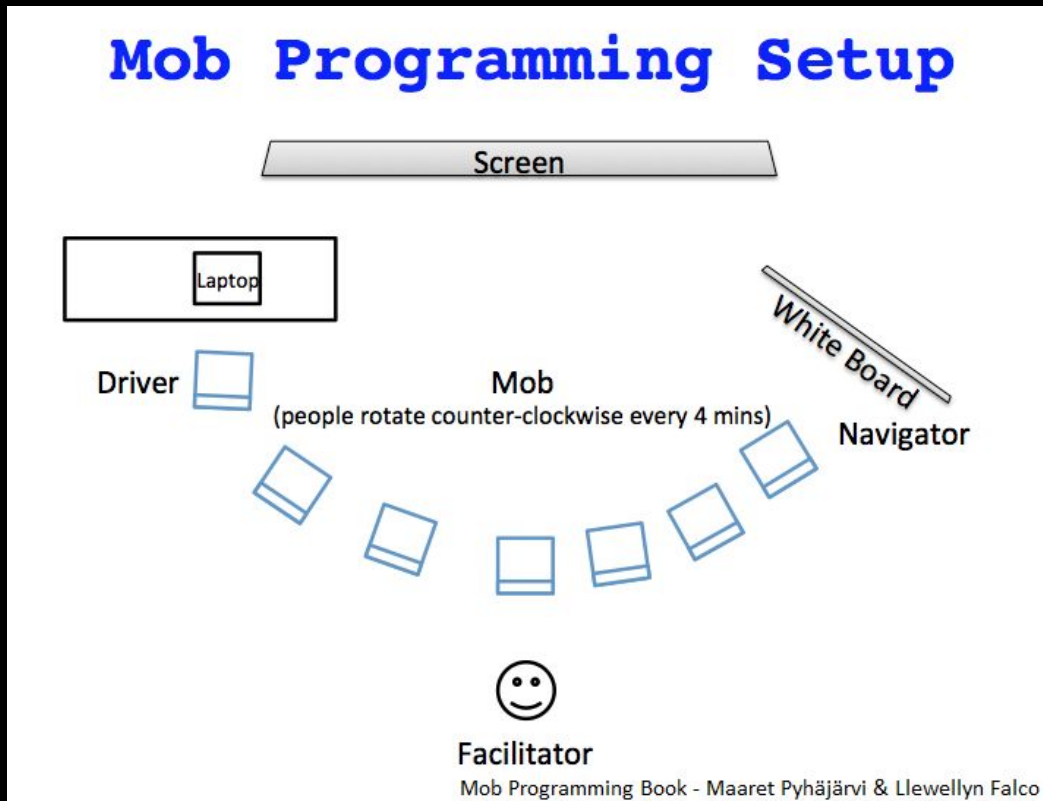 Mob Programming Setup
Screen
Laptop
White Board
Driver
Mob
(people rotate counter-clockwise every 4 mins)
Navigator
Facilitator
Mob Programming Book - Maaret Pyhäjärvi & Llewellyn Falco